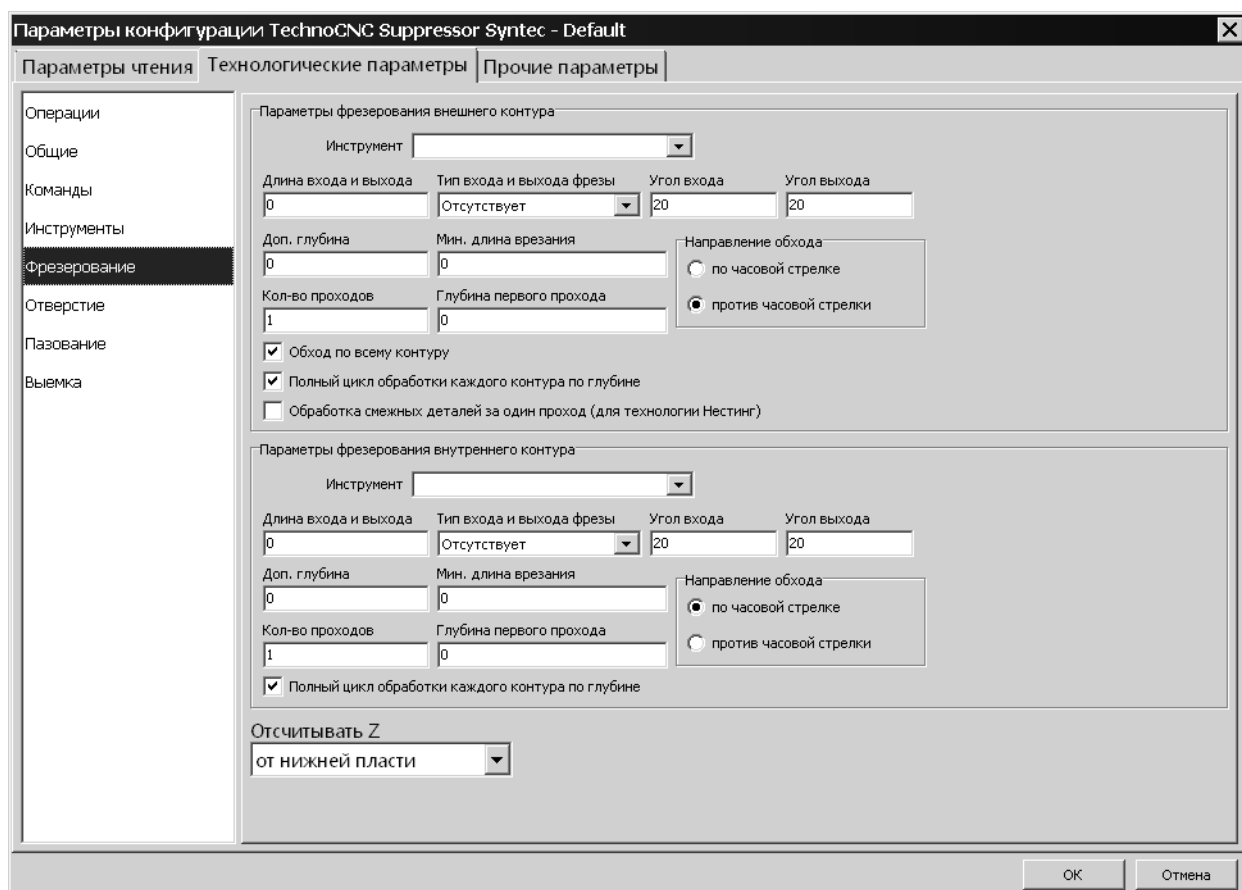 Параметры конфигурации TechnoCNC Suppressor Syntec - Default
Параметры чтения Технологические параметры Прочие параметры
Операции
Общие
Команды
Инструменты
Фрезерование
Отверстие
Пазование
Выемка
Параметры фрезерования внешнего контура
Инструмент
Длина входа и выхода Тип входа и выхода фрезы Угол входа Угол выхода
0 Отсутствует 20 20
Доп. глубина Мин. длина врезания Направление обхода
0 0 по часовой стрелке
Кол-во проходов Глубина первого прохода против часовой стрелки
1 0
Обход по всему контуру
Полный цикл обработки каждого контура по глубине
Обработка смежных деталей за один проход (для технологии Нестинг)
Параметры фрезерования внутреннего контура
Инструмент
Длина входа и выхода Тип входа и выхода фрезы Угол входа Угол выхода
0 Отсутствует 20 20
Доп. глубина Мин. длина врезания Направление обхода
0 0 по часовой стрелке
Кол-во проходов Глубина первого прохода против часовой стрелки
1 0
Полный цикл обработки каждого контура по глубине
Отсчитывать Z
от нижней пласти
ОК Отмена